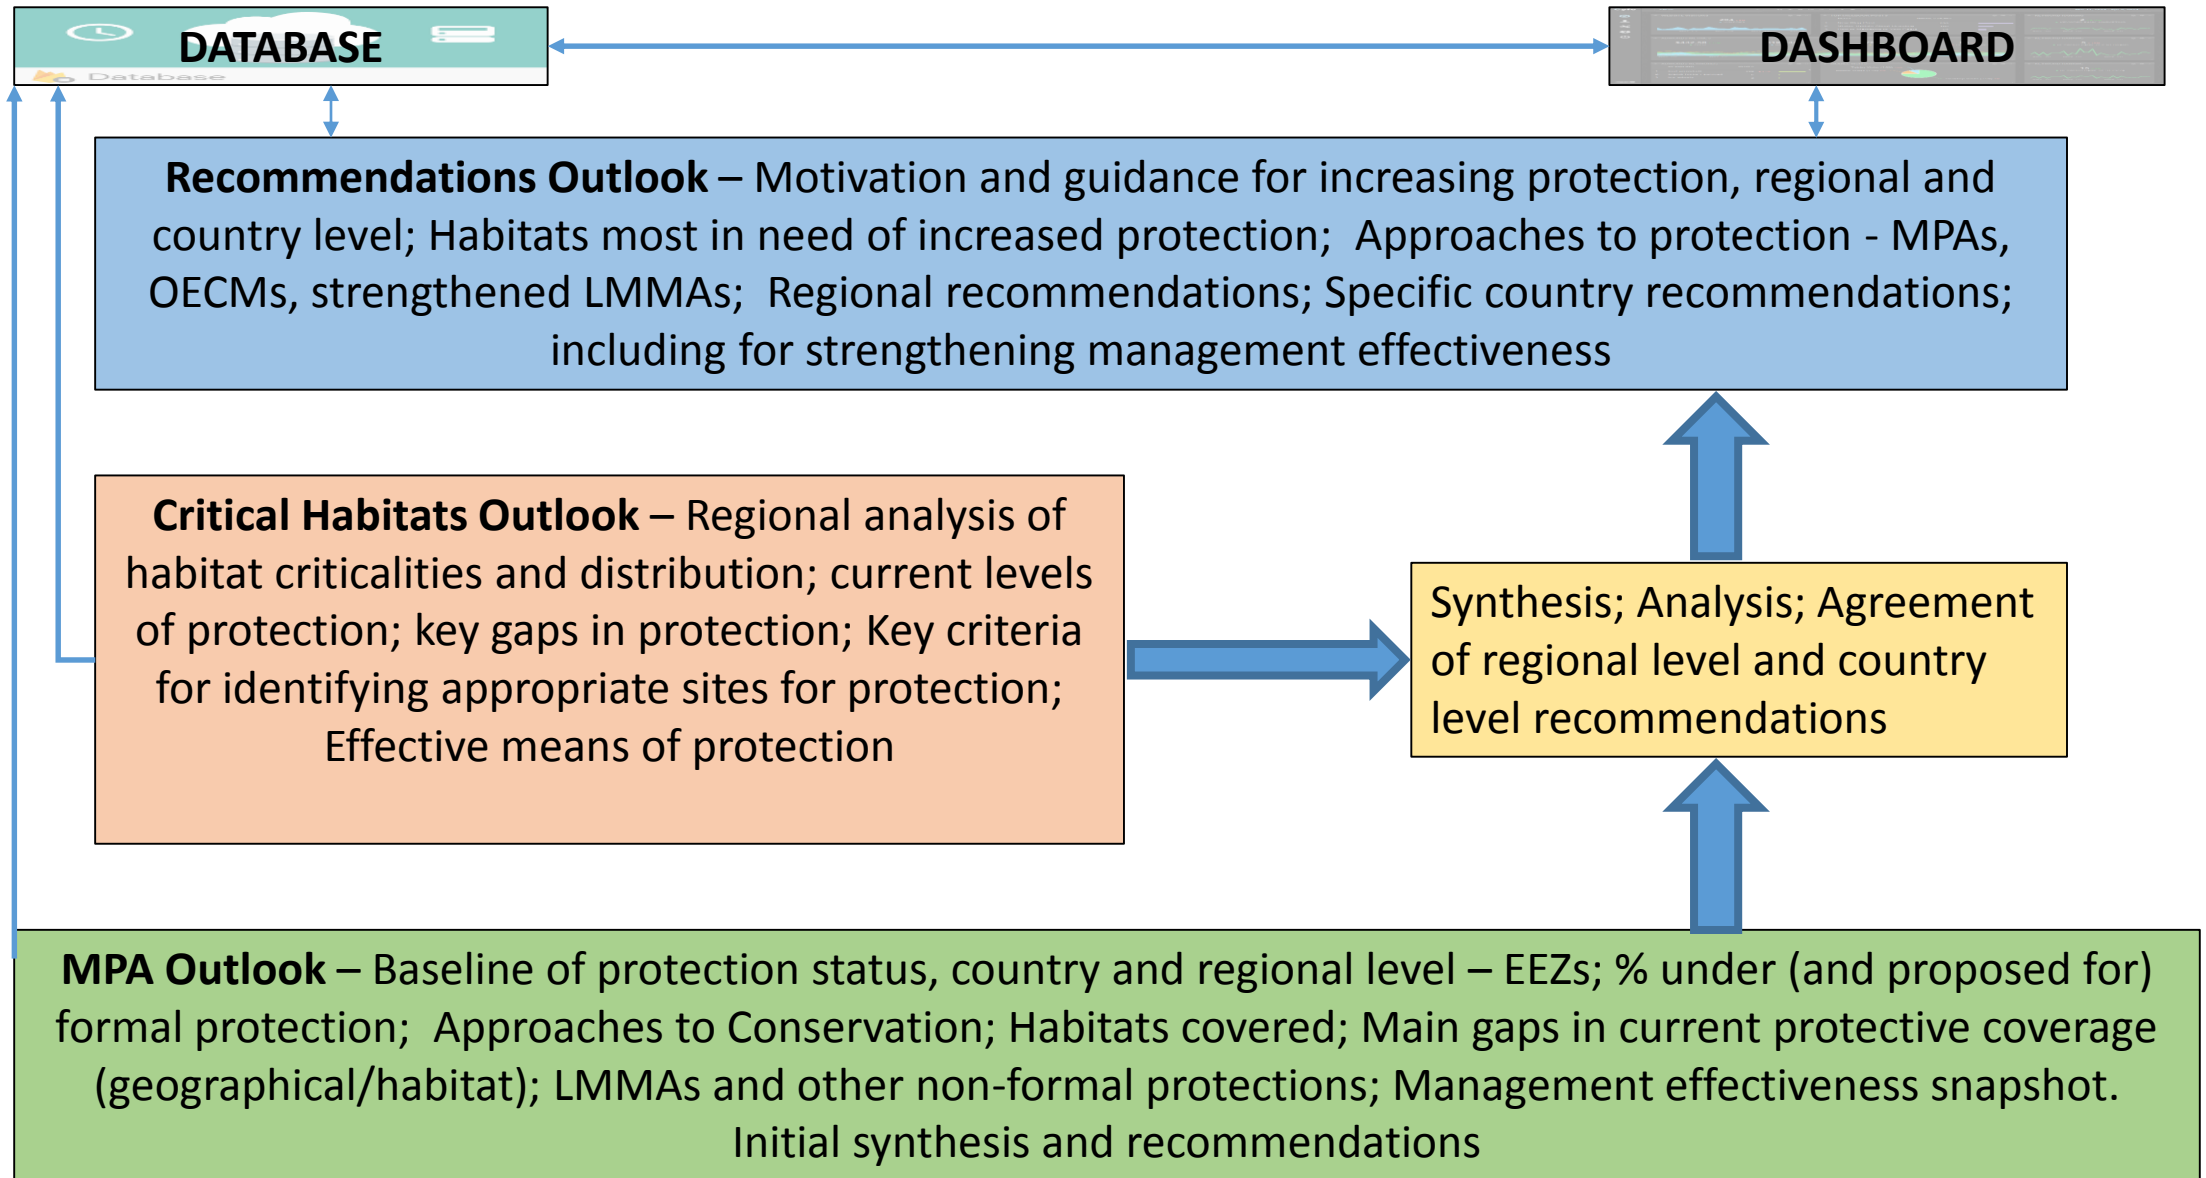 DATABASE
Database
DASHBOARD
Recommendations Outlook – Motivation and guidance for increasing protection, regional and
country level; Habitats most in need of increased protection; Approaches to protection - MPAs,
OECMs, strengthened LMMAs; Regional recommendations; Specific country recommendations;
including for strengthening management effectiveness
Critical Habitats Outlook – Regional analysis of
habitat criticalities and distribution; current levels
of protection; key gaps in protection; Key criteria
for identifying appropriate sites for protection;
Effective means of protection
Synthesis; Analysis; Agreement
of regional level and country
level recommendations
MPA Outlook – Baseline of protection status, country and regional level – EEZs; % under (and proposed for)
formal protection; Approaches to Conservation; Habitats covered; Main gaps in current protective coverage
(geographical/habitat); LMMAs and other non-formal protections; Management effectiveness snapshot.
Initial synthesis and recommendations